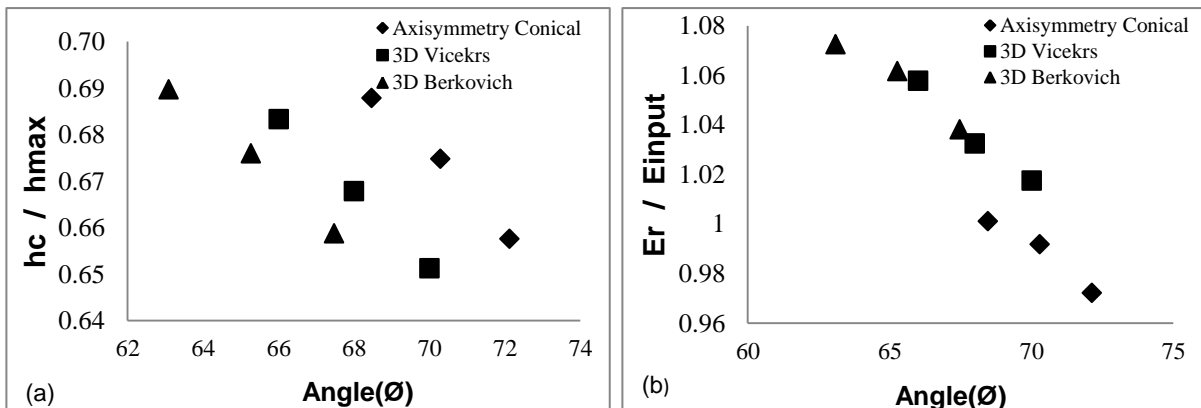 Axisymmetry Conical
3D Vicekrs
3D Berkovich
0.70
0.69
0.68
0.67
0.66
0.65
0.64
hc / hmax
62 64 66 68 70 72 74
Angle(Ø)
(a)
Axisymmetry Conical
3D Vicekrs
3D Berkovich
1.08
1.06
1.04
1.02
1
0.98
0.96
Er / Einput
60 65 70 75
Angle(Ø)
(b)